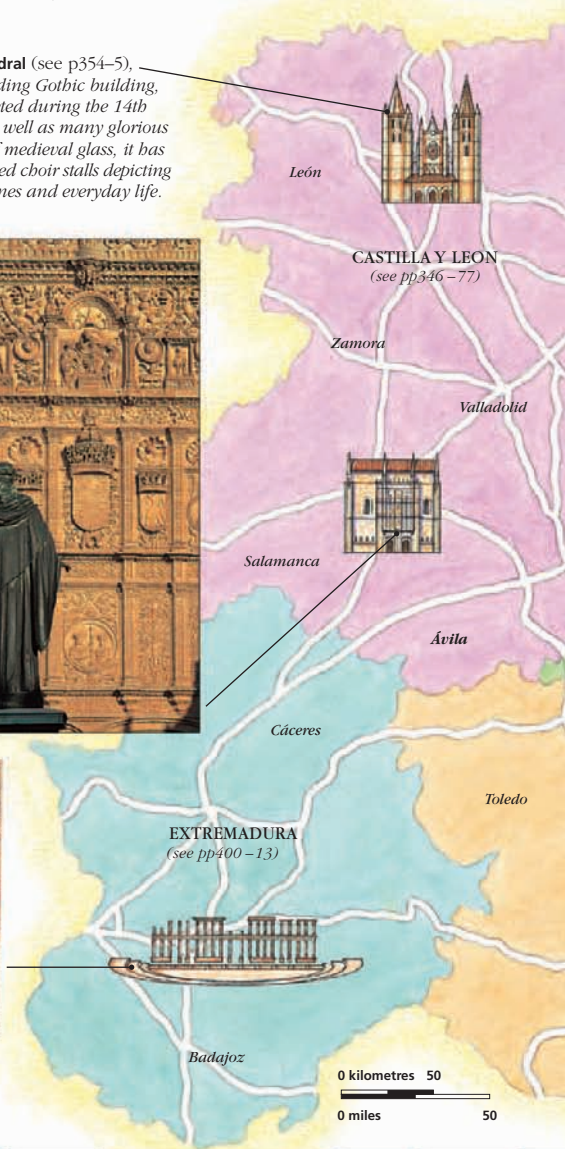 dral (see p354–5),
ding Gothic building,
ted during the 14th
well as many glorious
f medieval glass, it has
ed choir stalls depicting
nes and everyday life.
León
CASTILLA Y LEON
(see pp346–77)
Zamora
Valladolid
Salamanca
Ávila
Cáceres
Toledo
EXTREMADURA
(see pp400–13)
Badajoz
0 kilometres 50
0 miles 50